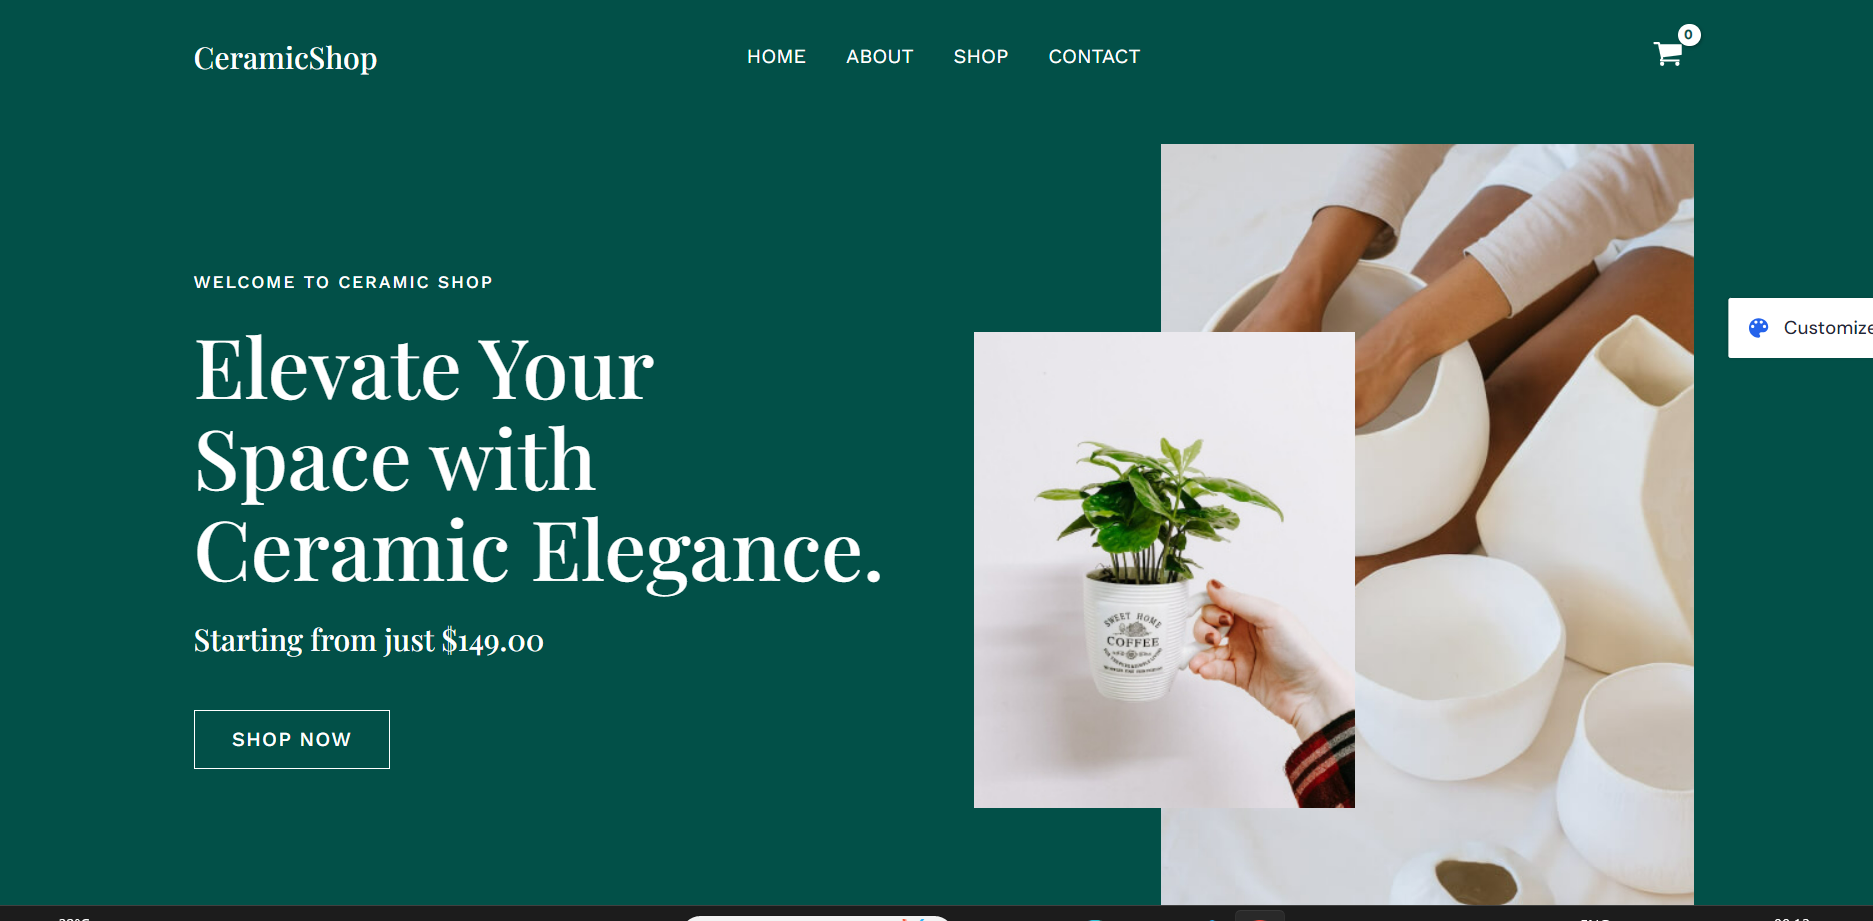 CeramicShop
HOME ABOUT SHOP CONTACT
0
WELCOME TO CERAMIC SHOP
Elevate Your
Space with
Ceramic Elegance.
Starting from just $149.00
SHOP NOW
Customize
SWEET HOME
COFFEE